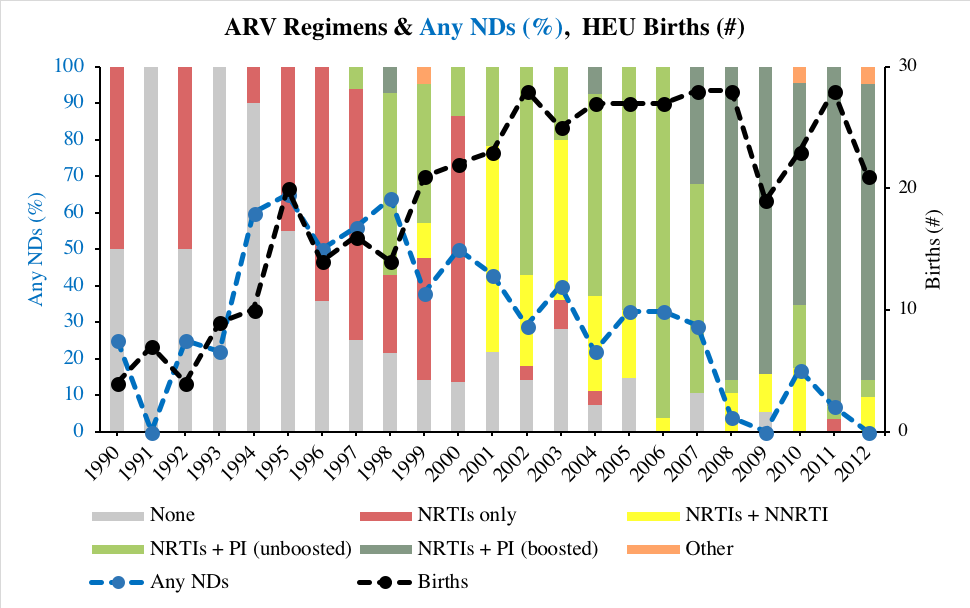 ARV Regimens & Any NDs (%), HEU Births (#)
100
90
80
70
60
50
40
30
20
10
0
Any NDs (%)
30
20
10
0
Births (#)
1990 1991 1992 1993 1994 1995 1996 1997 1998 1999 2000 2001 2002 2003 2004 2005 2006 2007 2008 2009 2010 2011 2012
None NRTIs only NRTIs + NNRTI
NRTIs + PI (unboosted) NRTIs + PI (boosted) Other
Any NDs Births